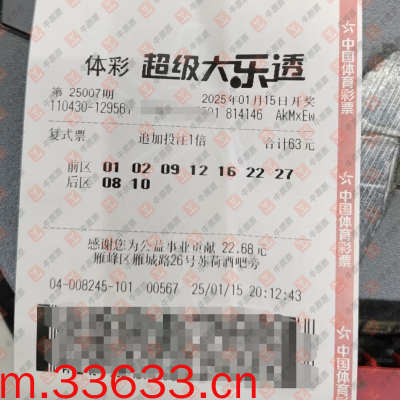 体彩 超级大乐透
第 25007期 2025年01月15日开奖
110430-12956 814146 AkMxEw
复式票 追加投注1倍 合计63元
前区 01 02 09 12 16 22 27
后区 08 10
感谢您为公益事业贡献 22.68元
雁峰区雁城路26号苏荷酒吧旁
04-008245-101 00567 25/01/15 20:12:43
中国体育彩票
中国体育彩票
中国体育彩票
m.33633.cn